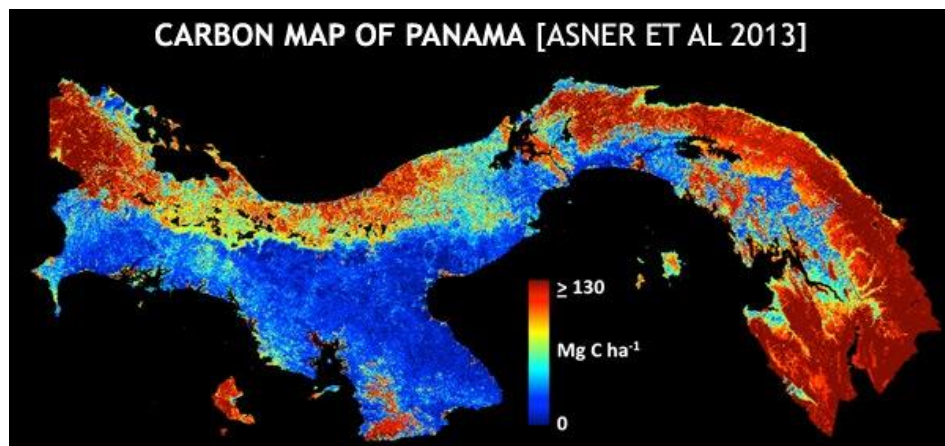 CARBON MAP OF PANAMA [ASNER ET AL 2013]
≥ 130
Mg C ha⁻¹
0